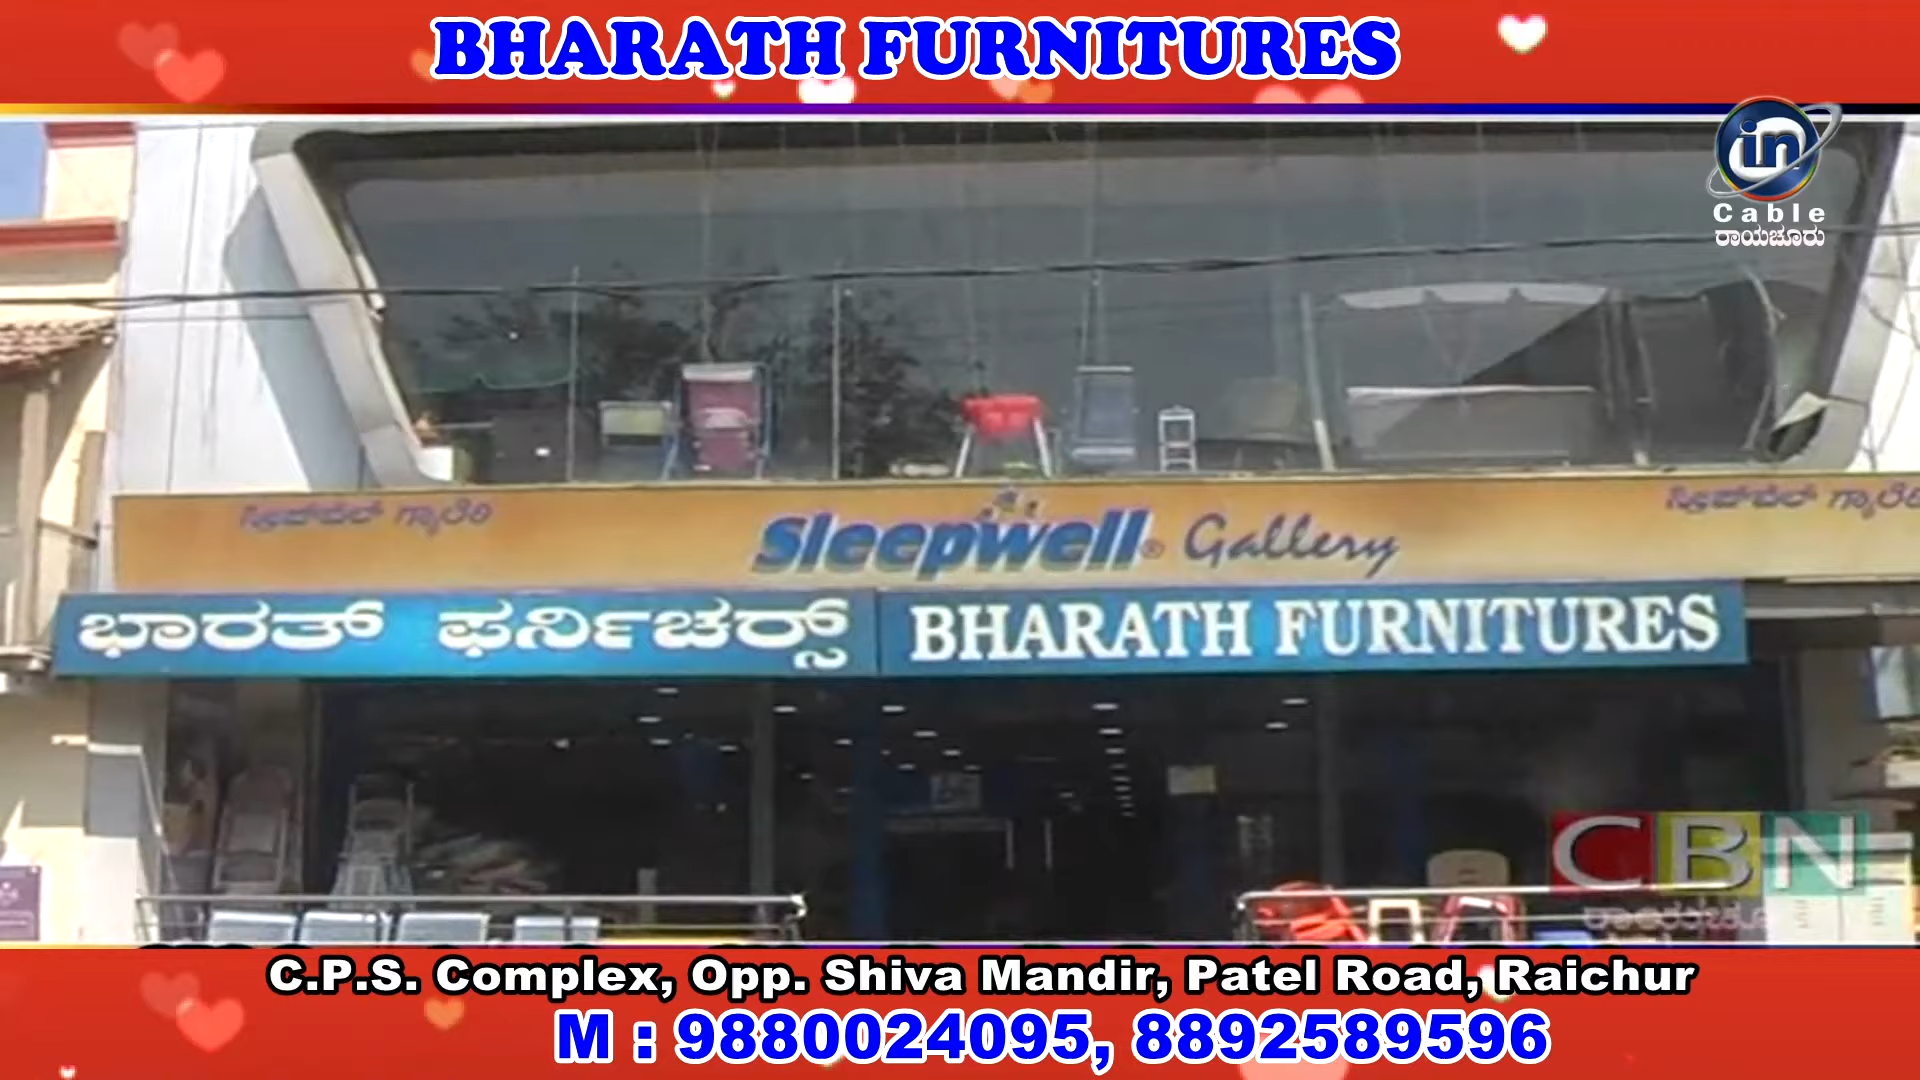 BHARATH FURNITURES
in
Cable
ರಾಯಚೂರು
ಸ್ಲೀಪ್‌ವೆಲ್ ಗ್ಯಾಲೆರಿ
Sleepwell® Gallery
ಸ್ಲೀಪ್‌ವೆಲ್ ಗ್ಯಾಲೆರಿ
ಭಾರತ್ ಫರ್ನಿಚರ್ಸ್ BHARATH FURNITURES
CBN
C.P.S. Complex, Opp. Shiva Mandir, Patel Road, Raichur
M : 9880024095, 8892589596